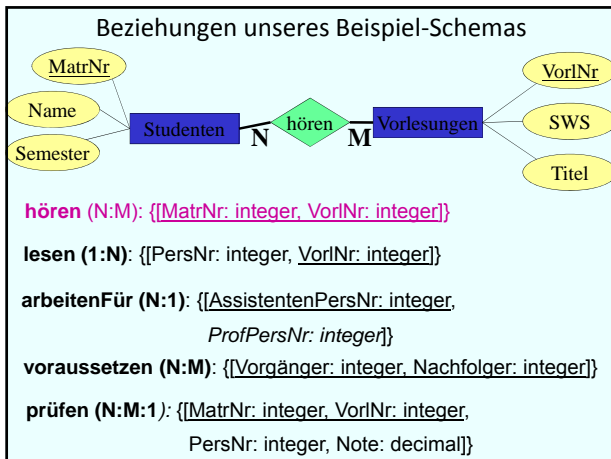 Beziehungen unseres Beispiel-Schemas
MatrNr
Name
Semester
Studenten
N
hören
M
Vorlesungen
VorlNr
SWS
Titel
hören (N:M): {[MatrNr: integer, VorlNr: integer]}
lesen (1:N): {[PersNr: integer, VorlNr: integer]}
arbeitenFür (N:1): {[AssistentenPersNr: integer,
ProfPersNr: integer]}
voraussetzen (N:M): {[Vorgänger: integer, Nachfolger: integer]}
prüfen (N:M:1): {[MatrNr: integer, VorlNr: integer,
PersNr: integer, Note: decimal]}